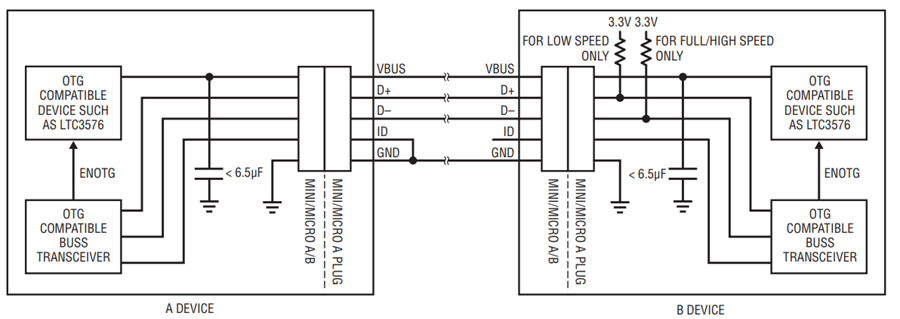 3.3V 3.3V
FOR LOW SPEED
ONLY
FOR FULL/HIGH SPEED
ONLY
OTG
COMPATIBLE
DEVICE SUCH
AS LTC3576
ENOTG
OTG
COMPATIBLE
BUSS
TRANSCEIVER
< 6.5µF
MINI/MICRO A/B
MINI/MICRO A PLUG
VBUS
D+
D–
ID
GND
A DEVICE
VBUS
D+
D–
ID
GND
MINI/MICRO A/B
MINI/MICRO A PLUG
< 6.5µF
OTG
COMPATIBLE
DEVICE SUCH
AS LTC3576
ENOTG
OTG
COMPATIBLE
BUSS
TRANSCEIVER
B DEVICE